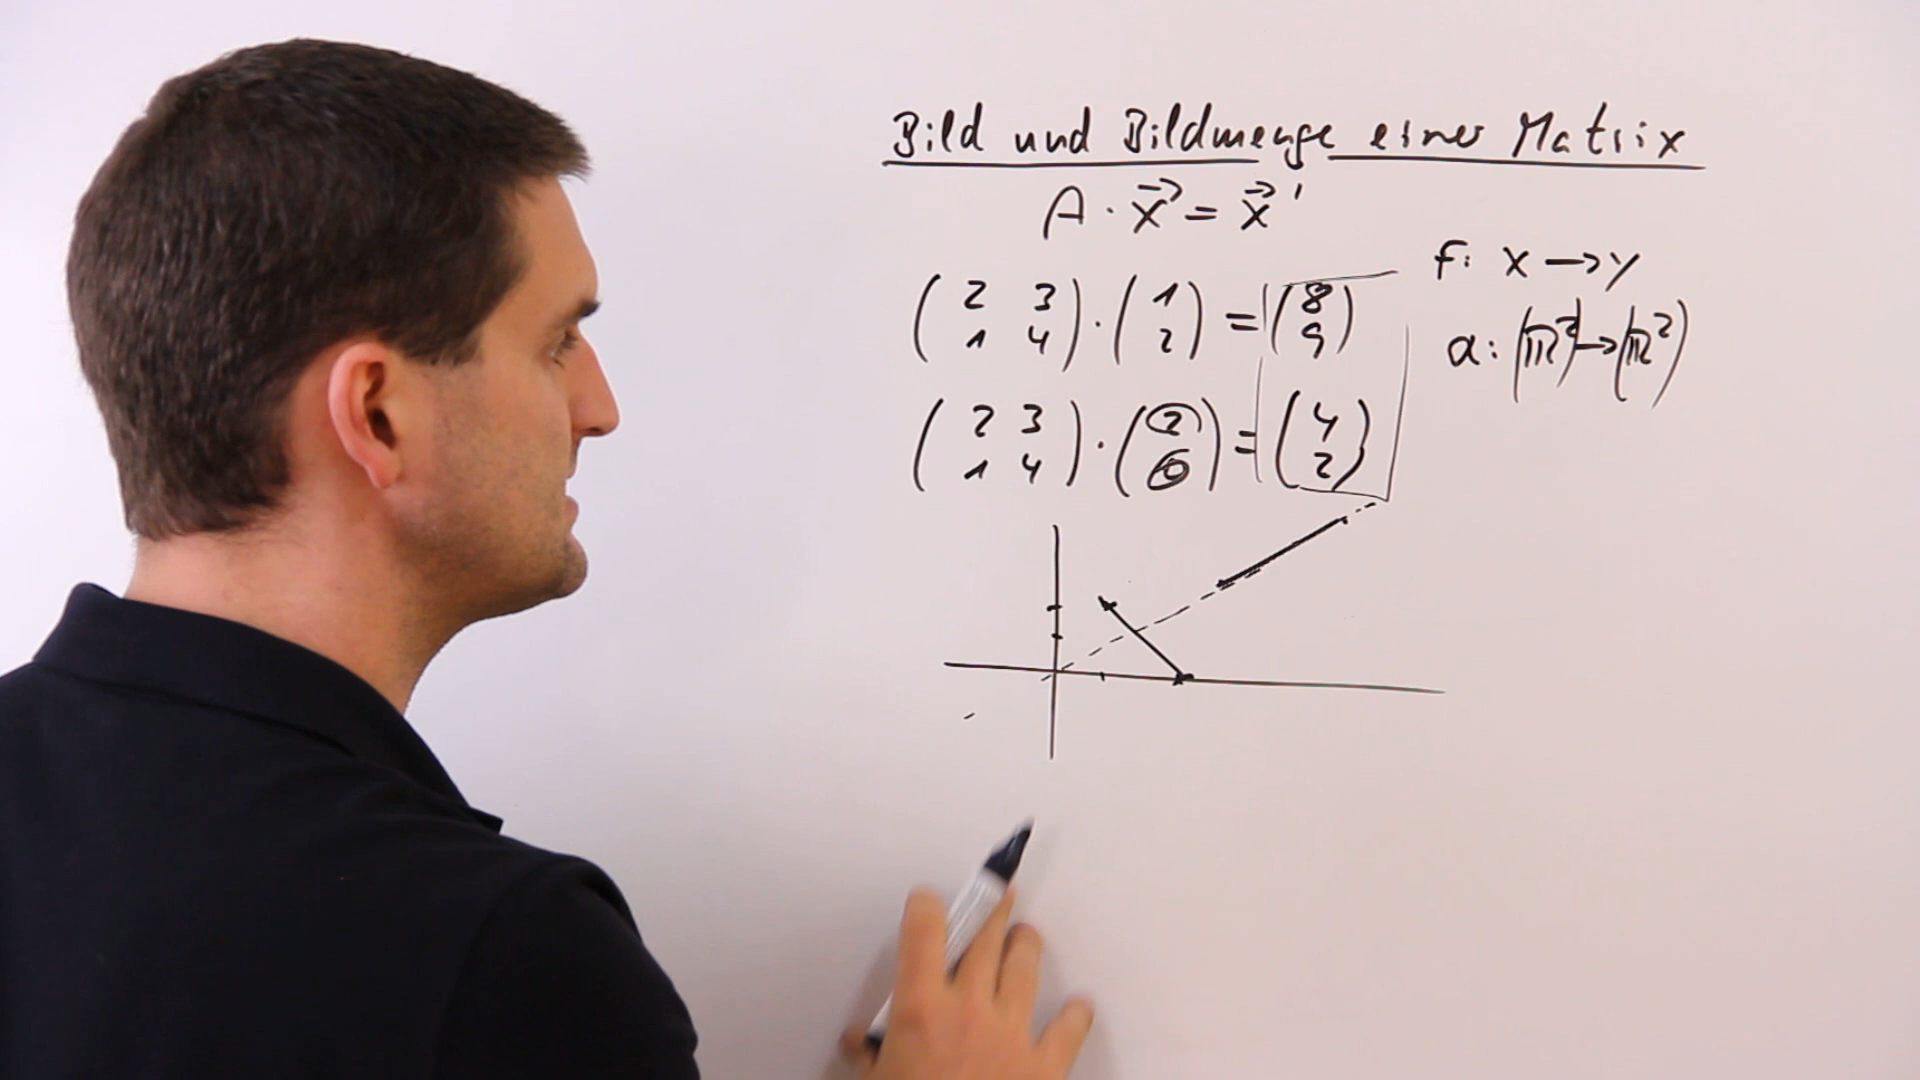 Bild und Bildmenge einer Matrix
A · x⃗ = x⃗ '
f: x → y
(2 3
1 4) · (1
2) = (8
9)
α: (ℝ²) → (ℝ²)
(2 3
1 4) · (2
0) = (4
2)